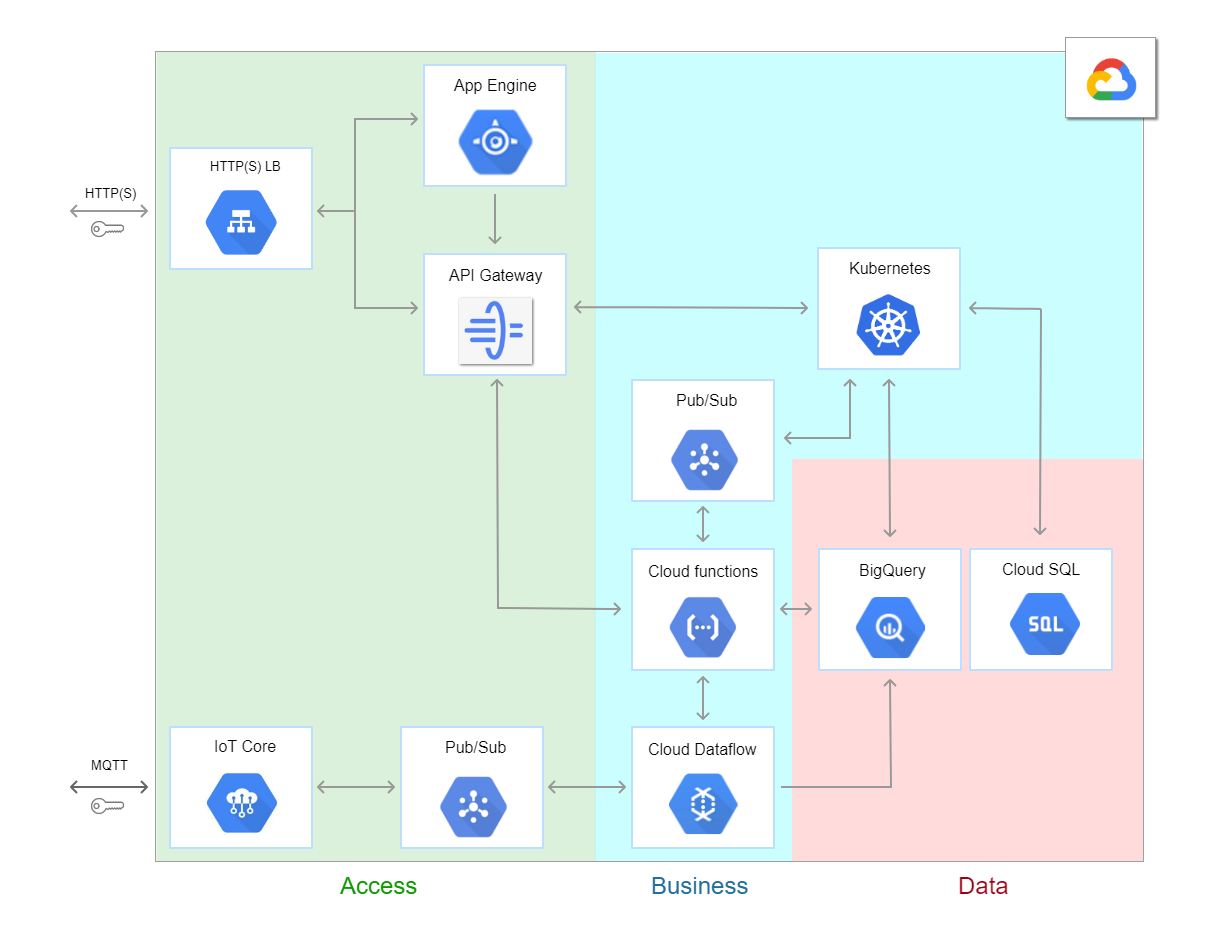 App Engine
HTTP(S) LB
HTTP(S)
API Gateway
Kubernetes
Pub/Sub
Cloud functions
BigQuery
Cloud SQL
SQL
IoT Core
Pub/Sub
Cloud Dataflow
MQTT
Access
Business
Data